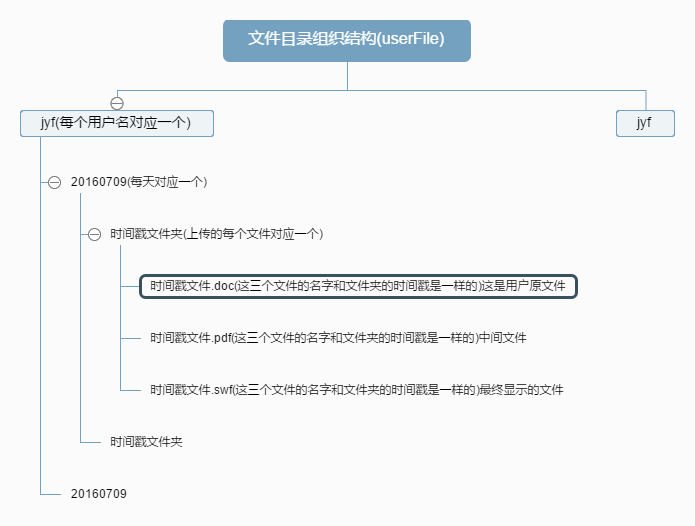 文件目录组织结构(userFile)
jyf(每个用户名对应一个)
jyf
20160709(每天对应一个)
时间戳文件夹(上传的每个文件对应一个)
时间戳文件.doc(这三个文件的名字和文件夹的时间戳是一样的)这是用户原文件
时间戳文件.pdf(这三个文件的名字和文件夹的时间戳是一样的)中间文件
时间戳文件.swf(这三个文件的名字和文件夹的时间戳是一样的)最终显示的文件
时间戳文件夹
20160709